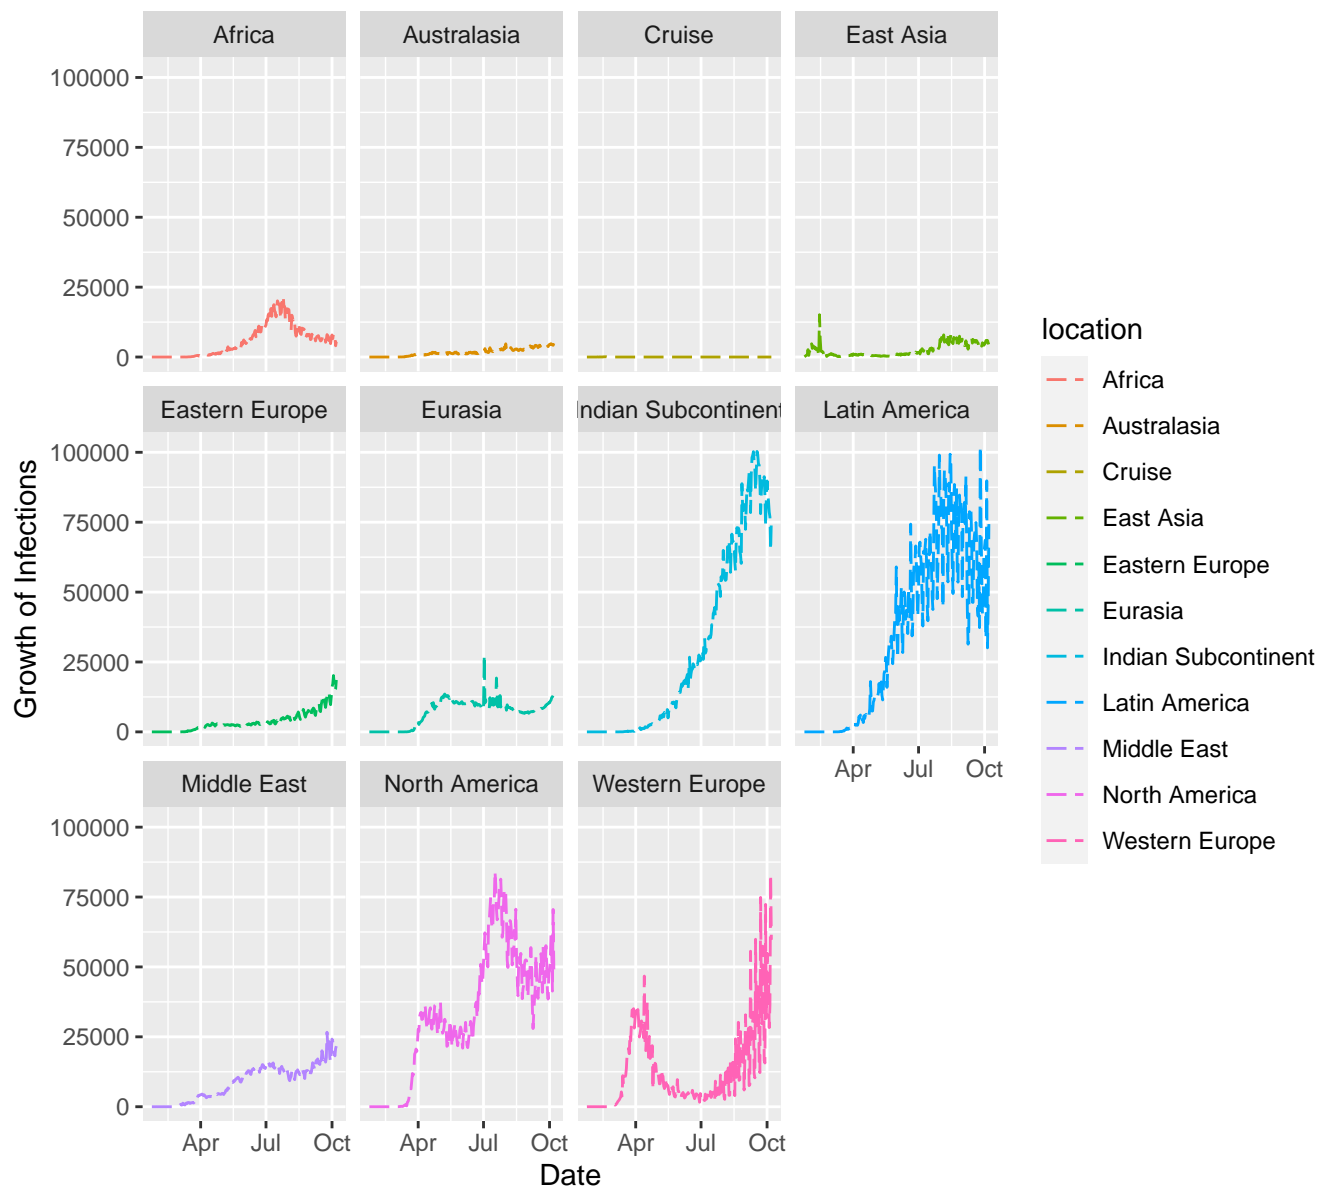 Africa Australasia Cruise East Asia
100000
75000
50000
25000
0
Eastern Europe Eurasia Indian Subcontinent Latin America
100000
75000
50000
25000
0
Apr Jul Oct
Middle East North America Western Europe
100000
75000
50000
25000
0
Apr Jul Oct Apr Jul Oct Apr Jul Oct
Date
Growth of Infections
location
Africa
Australasia
Cruise
East Asia
Eastern Europe
Eurasia
Indian Subcontinent
Latin America
Middle East
North America
Western Europe